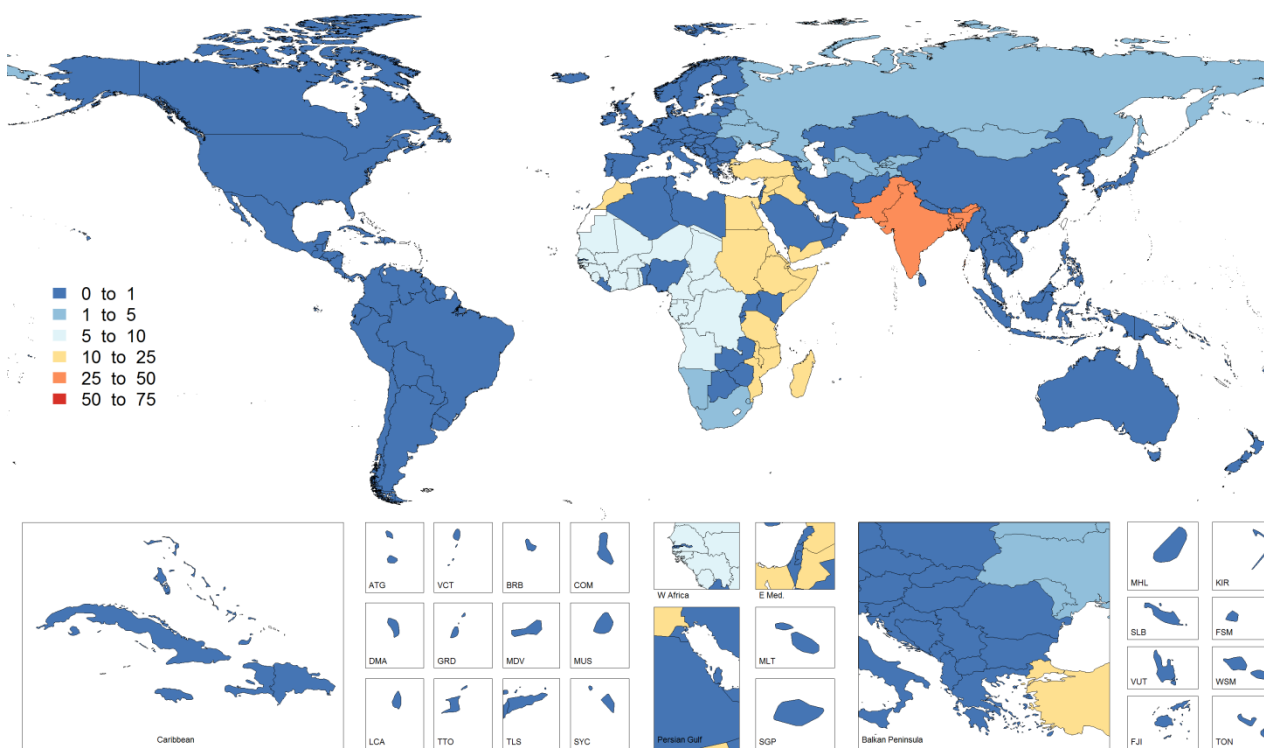 0 to 1
1 to 5
5 to 10
10 to 25
25 to 50
50 to 75
ATG
VCT
BRB
COM
W Africa
E Med.
MHL
KIR
DMA
GRD
MDV
MUS
MLT
SLB
FSM
VUT
WSM
Caribbean
LCA
TTO
TLS
SYC
Persian Gulf
SGP
Balkan Peninsula
FJI
TON